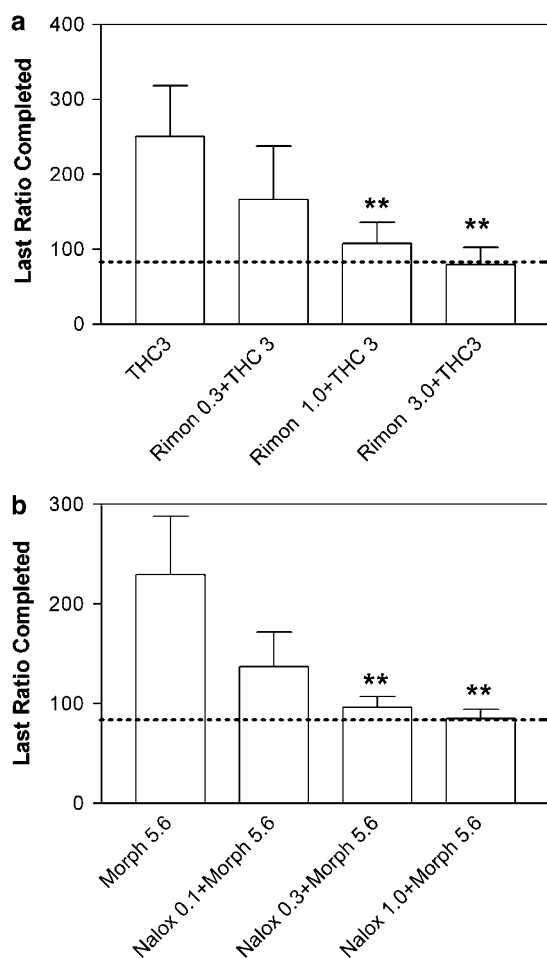 a
400
300
200
100
0
Last Ratio Completed
**
**
THC3
Rimon 0.3+THC 3
Rimon 1.0+THC 3
Rimon 3.0+THC3
b
300
200
100
0
Last Ratio Completed
**
**
Morph 5.6
Nalox 0.1+Morph 5.6
Nalox 0.3+Morph 5.6
Nalox 1.0+Morph 5.6